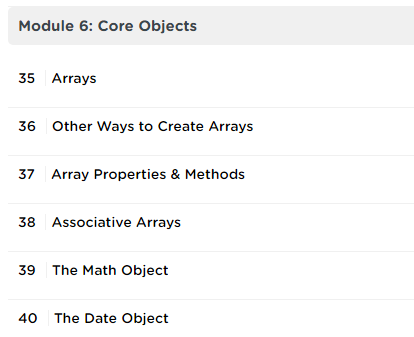 Module 6: Core Objects
35 Arrays
36 Other Ways to Create Arrays
37 Array Properties & Methods
38 Associative Arrays
39 The Math Object
40 The Date Object